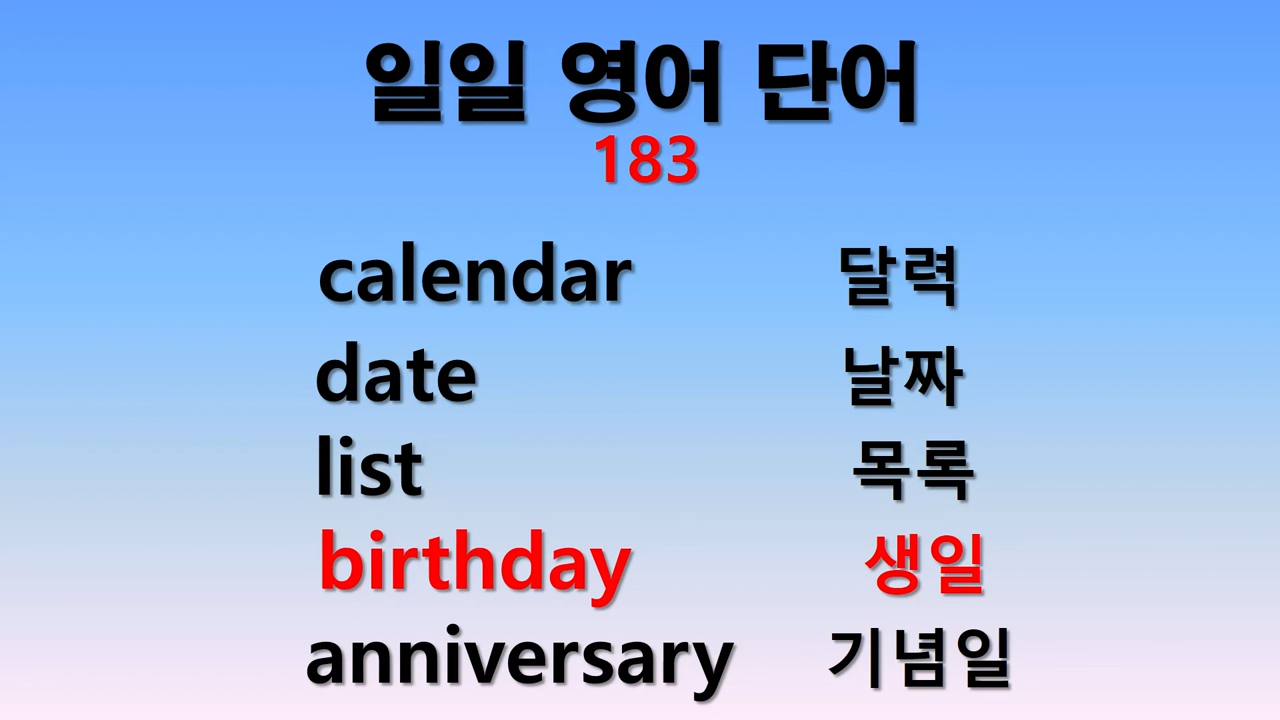 일일 영어 단어
183
calendar 달력
date 날짜
list 목록
birthday 생일
anniversary 기념일